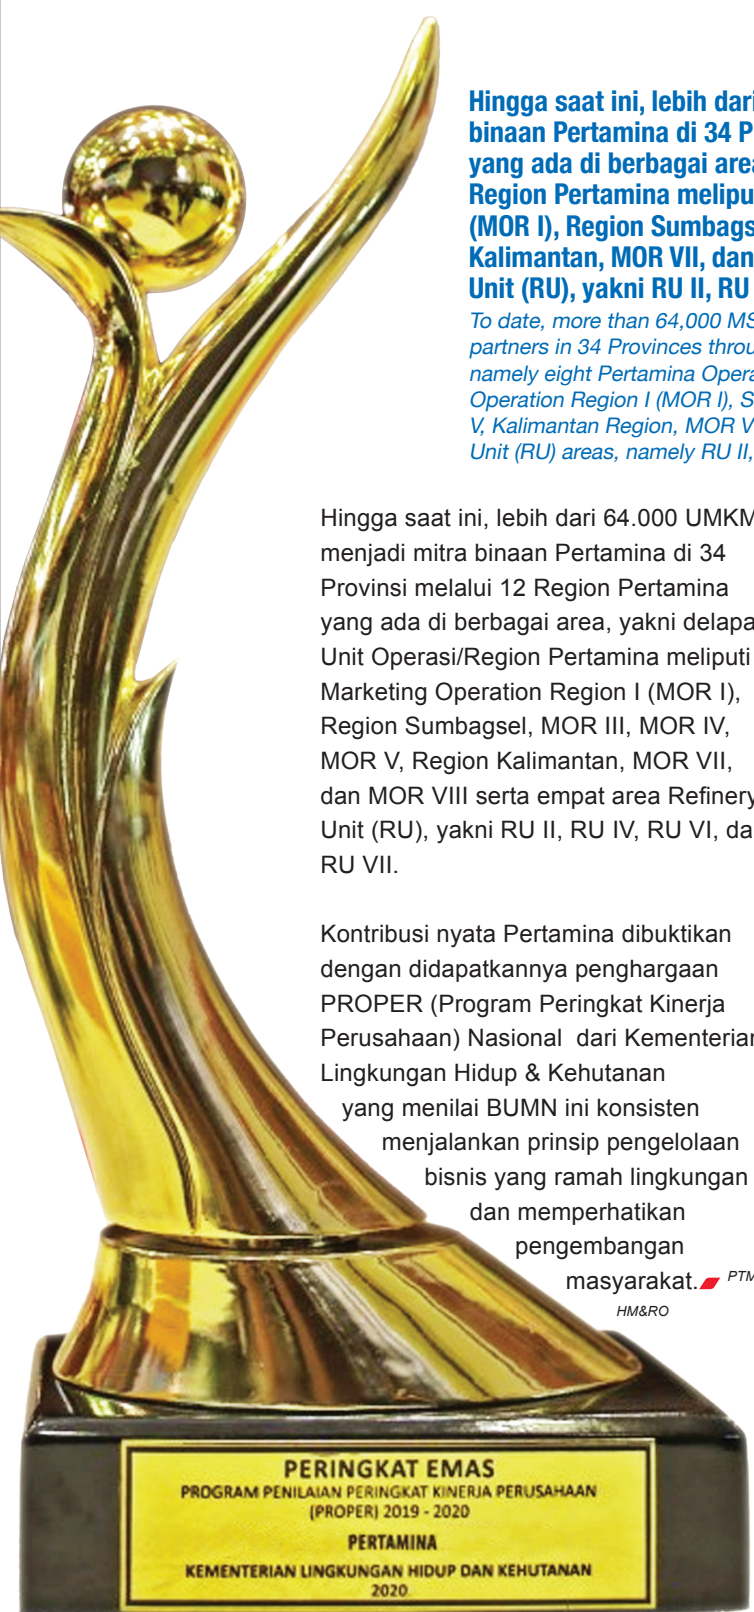 Hingga saat ini, lebih dari
binaan Pertamina di 34 P
yang ada di berbagai area
Region Pertamina melipu
(MOR I), Region Sumbags
Kalimantan, MOR VII, dan
Unit (RU), yakni RU II, RU
To date, more than 64,000 MS
partners in 34 Provinces throu
namely eight Pertamina Opera
Operation Region I (MOR I), S
V, Kalimantan Region, MOR V
Unit (RU) areas, namely RU II,
Hingga saat ini, lebih dari 64.000 UMKM
menjadi mitra binaan Pertamina di 34
Provinsi melalui 12 Region Pertamina
yang ada di berbagai area, yakni delapa
Unit Operasi/Region Pertamina meliputi
Marketing Operation Region I (MOR I),
Region Sumbagsel, MOR III, MOR IV,
MOR V, Region Kalimantan, MOR VII,
dan MOR VIII serta empat area Refinery
Unit (RU), yakni RU II, RU IV, RU VI, da
RU VII.
Kontribusi nyata Pertamina dibuktikan
dengan didapatkannya penghargaan
PROPER (Program Peringkat Kinerja
Perusahaan) Nasional dari Kementerian
Lingkungan Hidup & Kehutanan
yang menilai BUMN ini konsisten
menjalankan prinsip pengelolaan
bisnis yang ramah lingkungan
dan memperhatikan
pengembangan
masyarakat. PTM
HM&RO
PERINGKAT EMAS
PROGRAM PENILAIAN PERINGKAT KINERJA PERUSAHAAN
(PROPER) 2019 - 2020
PERTAMINA
KEMENTERIAN LINGKUNGAN HIDUP DAN KEHUTANAN
2020